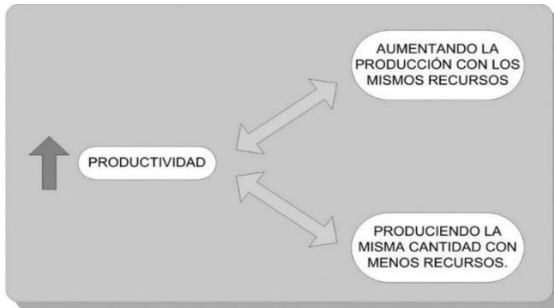 AUMENTANDO LA
PRODUCCIÓN CON LOS
MISMOS RECURSOS
PRODUCTIVIDAD
PRODUCIENDO LA
MISMA CANTIDAD CON
MENOS RECURSOS.